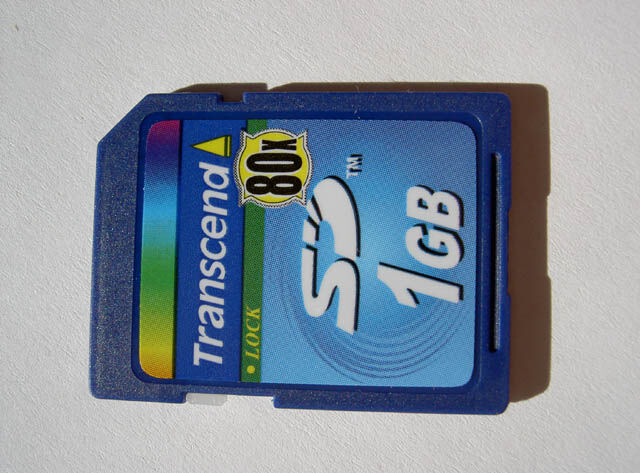 Transcend
80X
• LOCK
SD™
1GB